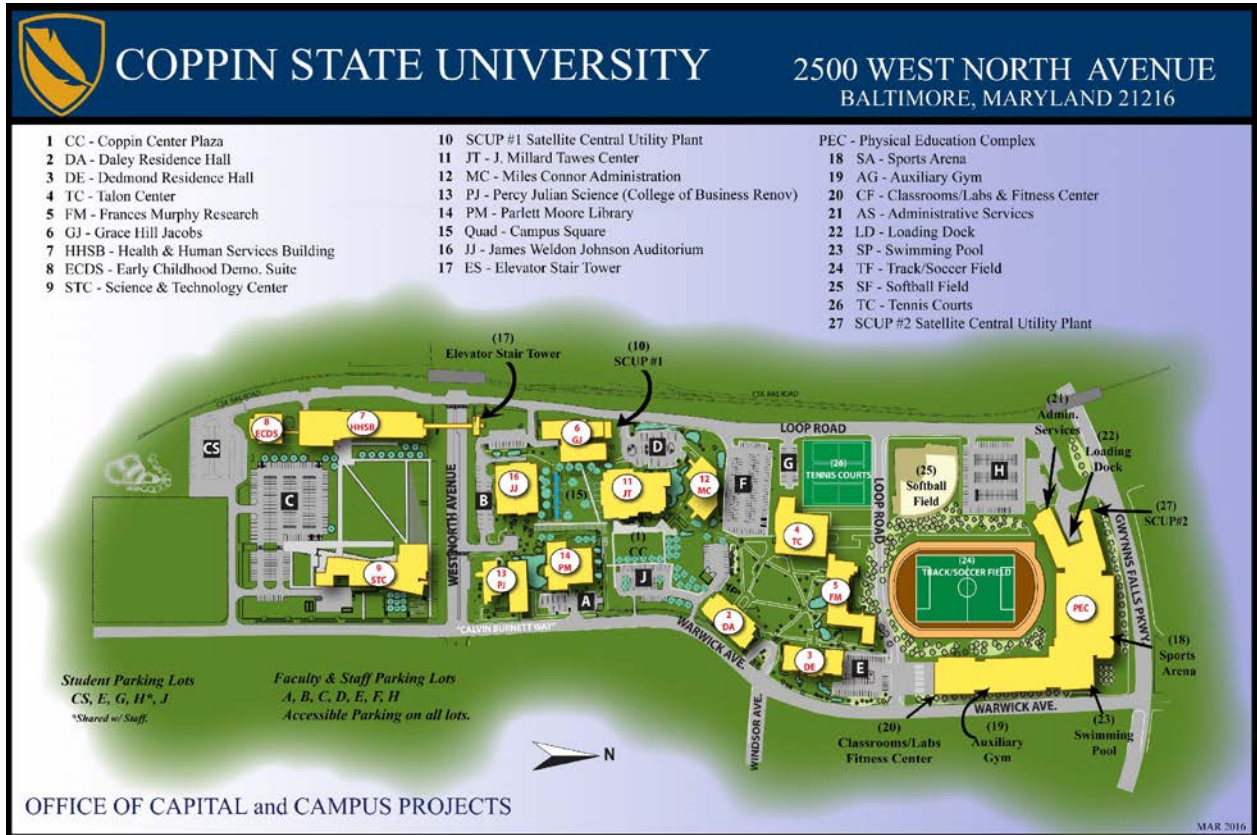 COPPIN STATE UNIVERSITY
2500 WEST NORTH AVENUE
BALTIMORE, MARYLAND 21216
1 CC - Coppin Center Plaza
2 DA - Daley Residence Hall
3 DE - Dedmond Residence Hall
4 TC - Talon Center
5 FM - Frances Murphy Research
6 GJ - Grace Hill Jacobs
7 HHSB - Health & Human Services Building
8 ECDS - Early Childhood Demo. Suite
9 STC - Science & Technology Center
10 SCUP #1 Satellite Central Utility Plant
11 JT - J. Millard Tawes Center
12 MC - Miles Connor Administration
13 PJ - Percy Julian Science (College of Business Renov)
14 PM - Parlett Moore Library
15 Quad - Campus Square
16 JJ - James Weldon Johnson Auditorium
17 ES - Elevator Stair Tower
PEC - Physical Education Complex
18 SA - Sports Arena
19 AG - Auxiliary Gym
20 CF - Classrooms/Labs & Fitness Center
21 AS - Administrative Services
22 LD - Loading Dock
23 SP - Swimming Pool
24 TF - Track/Soccer Field
25 SF - Softball Field
26 TC - Tennis Courts
27 SCUP #2 Satellite Central Utility Plant
(17)
Elevator Stair Tower
(10)
SCUP #1
CSX RAILROAD
CSX RAILROAD
LOOP ROAD
(21)
Admin.
Services
(22)
Loading
Dock
(27)
SCUP#2
8
ECDS
7
HHSB
6
GJ
CS
C
B
D
F
G
H
16
JJ
(15)
11
JT
12
MC
(26)
TENNIS COURTS
(25)
Softball
Field
LOOP ROAD
WEST NORTH AVENUE
GWYNNS FALLS PKWY
4
TC
(1)
CC
14
PM
13
PJ
9
STC
A
J
(24)
TRACK/SOCCER FIELD
5
FM
2
DA
3
DE
E
PEC
(18)
Sports
Arena
"CALVIN BURNETT WAY"
WARWICK AVE.
WARWICK AVE.
WINDSOR AVE.
(20)
Classrooms/Labs
Fitness Center
(19)
Auxiliary
Gym
(23)
Swimming
Pool
Student Parking Lots
CS, E, G, H*, J
*Shared w/ Staff.
Faculty & Staff Parking Lots
A, B, C, D, E, F, H
Accessible Parking on all lots.
N
OFFICE OF CAPITAL and CAMPUS PROJECTS
MAR 2016